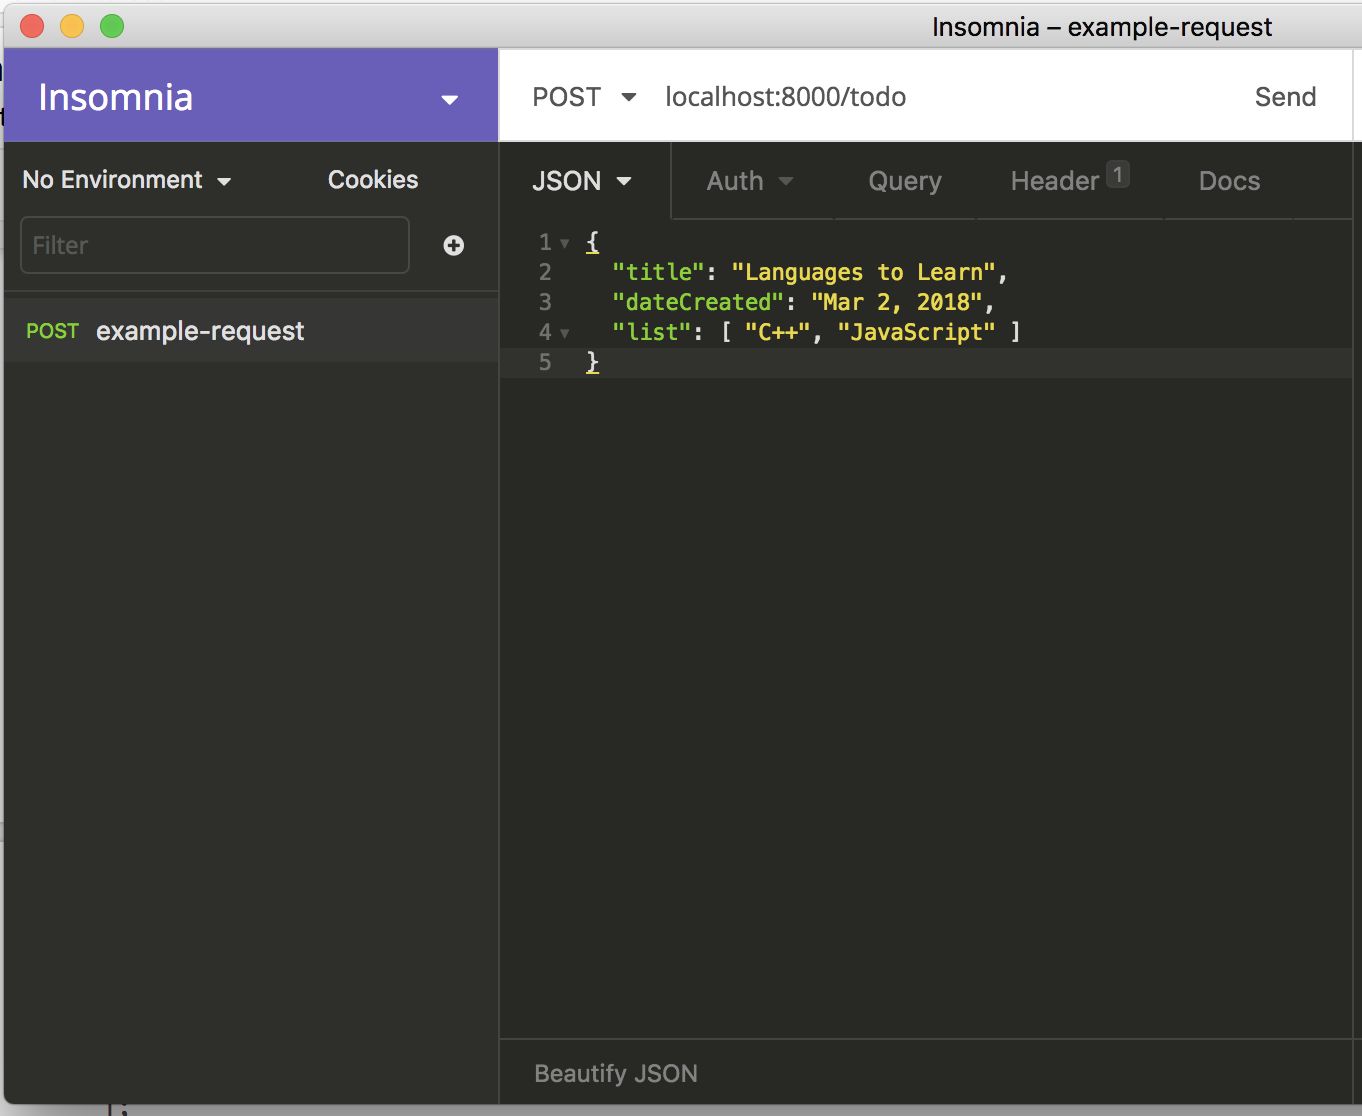 Insomnia – example-request
Insomnia
POST localhost:8000/todo Send
No Environment Cookies
JSON Auth Query Header 1 Docs
Filter
POST example-request
1 {
2 "title": "Languages to Learn",
3 "dateCreated": "Mar 2, 2018",
4 "list": [ "C++", "JavaScript" ]
5 }
Beautify JSON